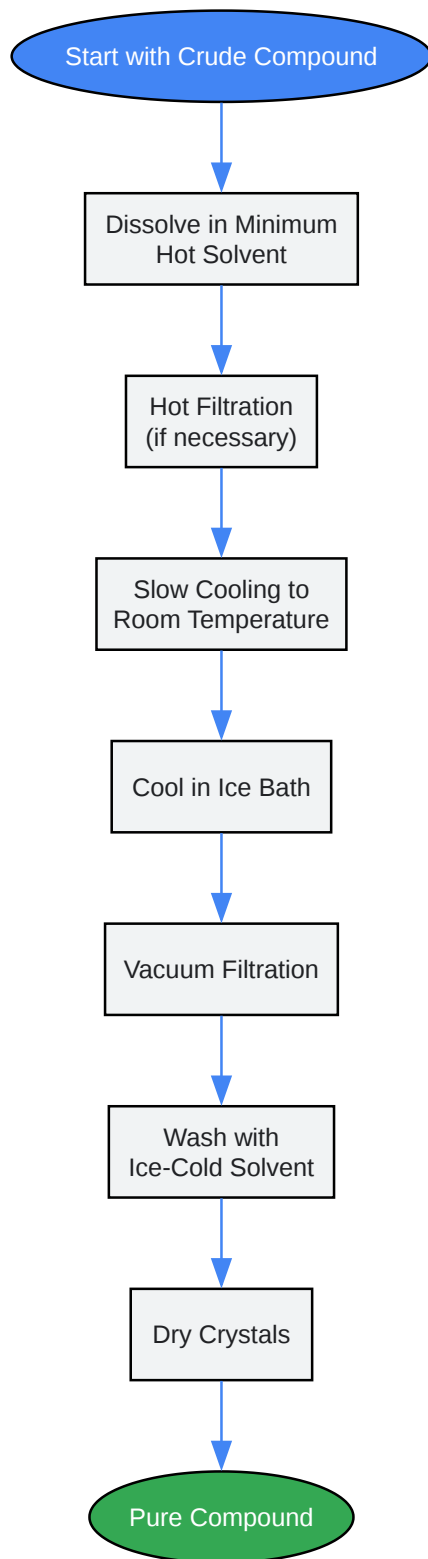 Start with Crude Compound
Dissolve in Minimum
Hot Solvent
Hot Filtration
(if necessary)
Slow Cooling to
Room Temperature
Cool in Ice Bath
Vacuum Filtration
Wash with
Ice-Cold Solvent
Dry Crystals
Pure Compound